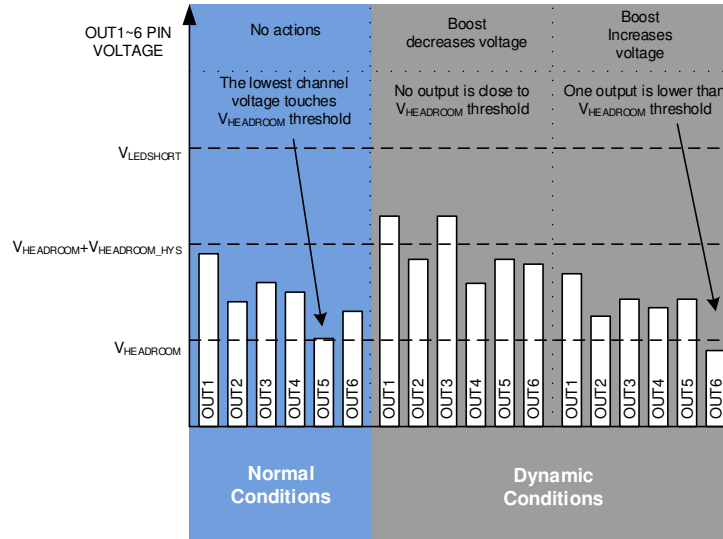 OUT1~6 PIN
VOLTAGE
No actions
Boost
decreases voltage
Boost
Increases
voltage
The lowest channel
voltage touches
VHEADROOM threshold
No output is close to
VHEADROOM threshold
One output is lower than
VHEADROOM threshold
VLEDSHORT
VHEADROOM+VHEADROOM_HYS
VHEADROOM
OUT1
OUT2
OUT3
OUT4
OUT5
OUT6
OUT1
OUT2
OUT3
OUT4
OUT5
OUT6
OUT1
OUT2
OUT3
OUT4
OUT5
OUT6
Normal
Conditions
Dynamic
Conditions